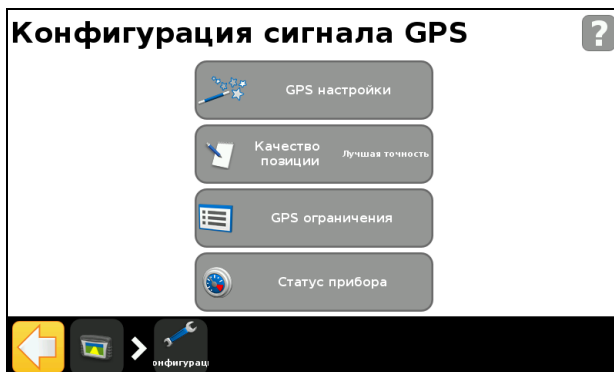 Конфигурация сигнала GPS
?
GPS настройки
Качество позиции
Лучшая точность
GPS ограничения
Статус прибора
онфигурац